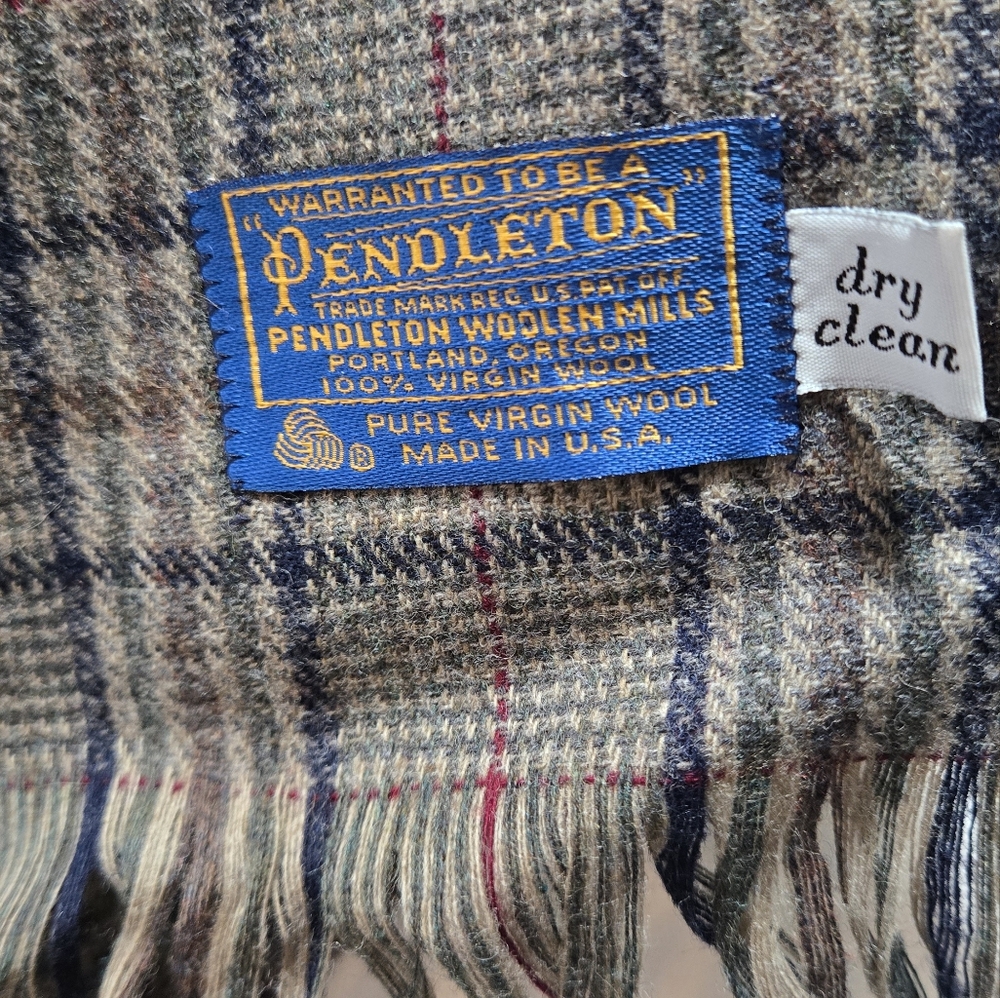 WARRANTED TO BE A
"PENDLETON"
TRADE MARK REG. U.S. PAT. OFF.
PENDLETON WOOLEN MILLS
PORTLAND, OREGON
100% VIRGIN WOOL
PURE VIRGIN WOOL
® MADE IN U.S.A.
dry
clean